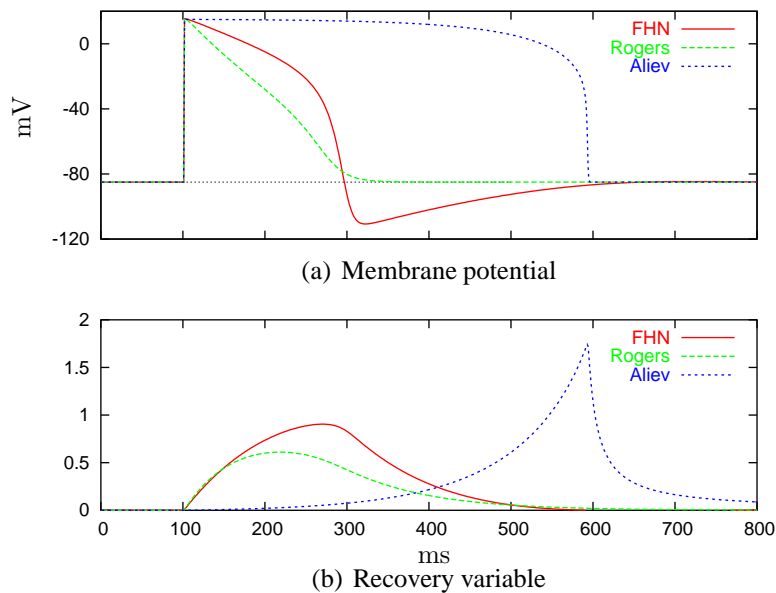 0
-40
-80
-120
mV
FHN
Rogers
Aliev
(a) Membrane potential
2
1.5
1
0.5
0
FHN
Rogers
Aliev
0 100 200 300 400 500 600 700 800
ms
(b) Recovery variable